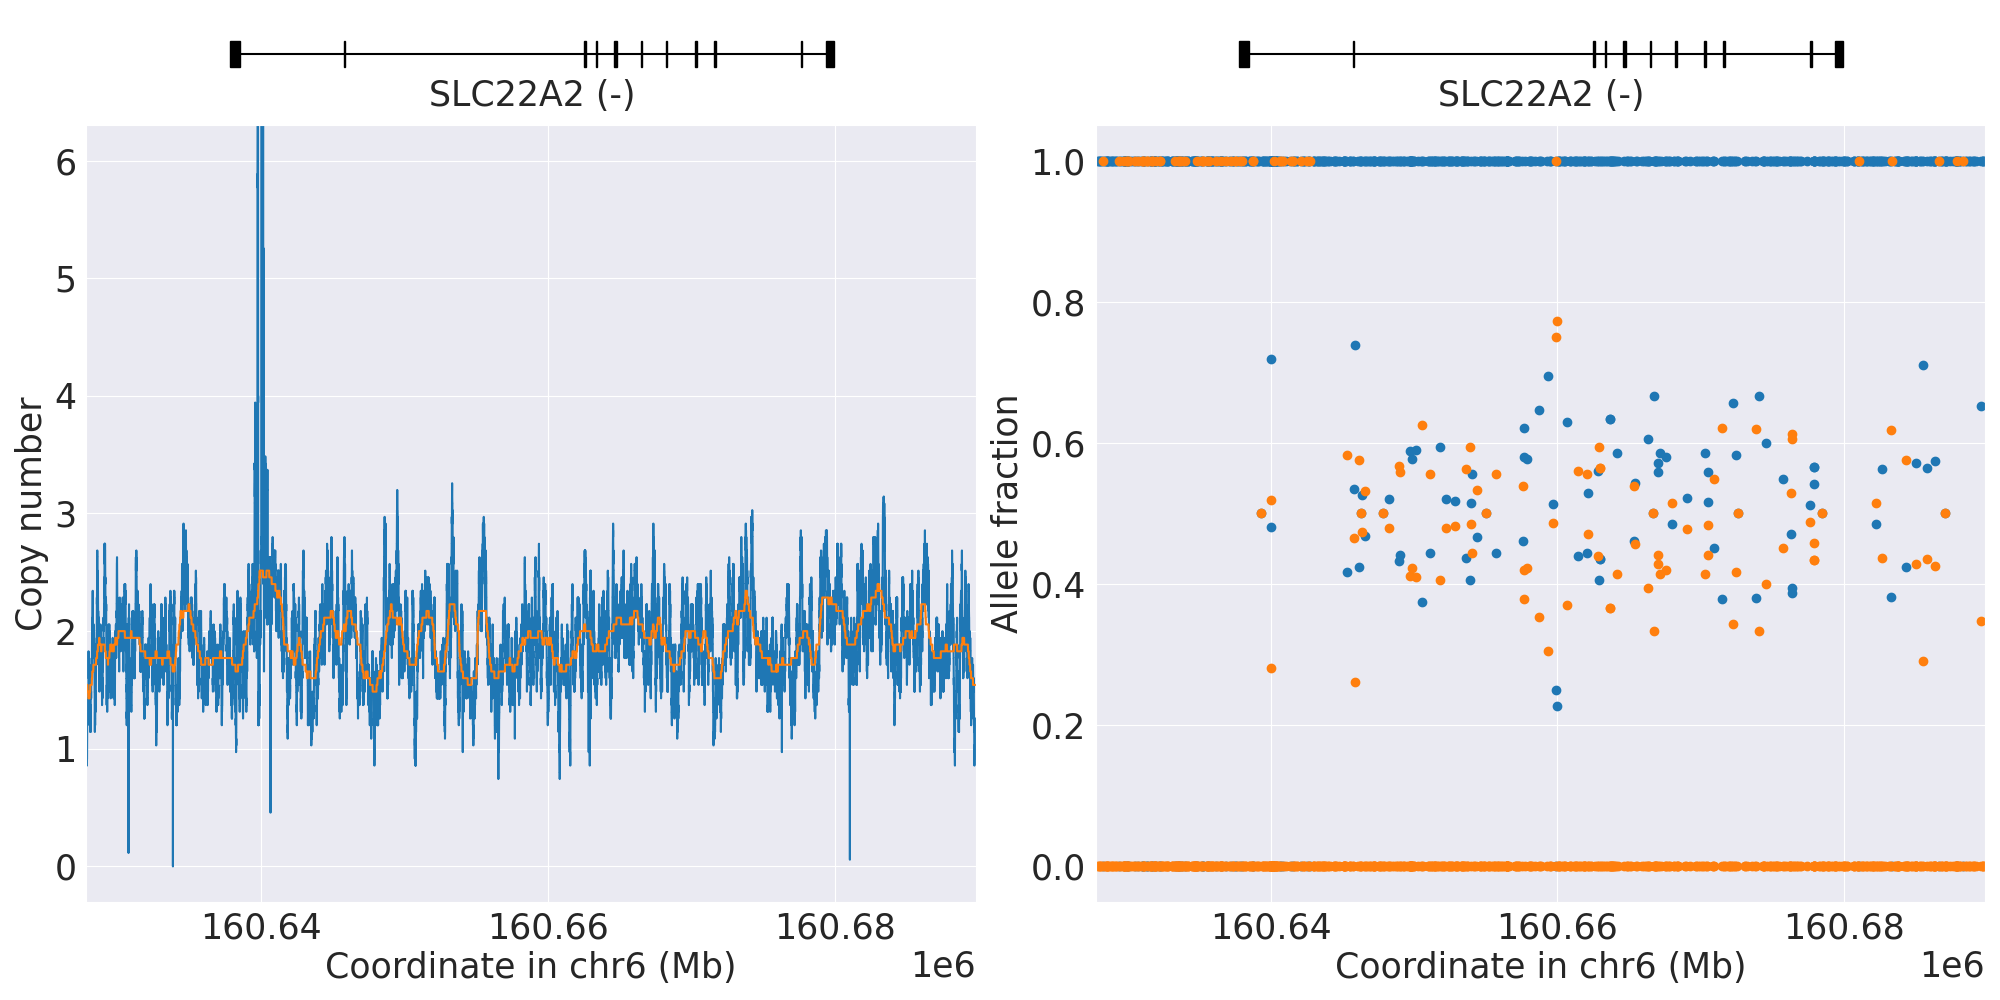 SLC22A2 (-)
Copy number
6
5
4
3
2
1
0
160.64
160.66
160.68
Coordinate in chr6 (Mb)
1e6
SLC22A2 (-)
Allele fraction
1.0
0.8
0.6
0.4
0.2
0.0
160.64
160.66
160.68
Coordinate in chr6 (Mb)
1e6